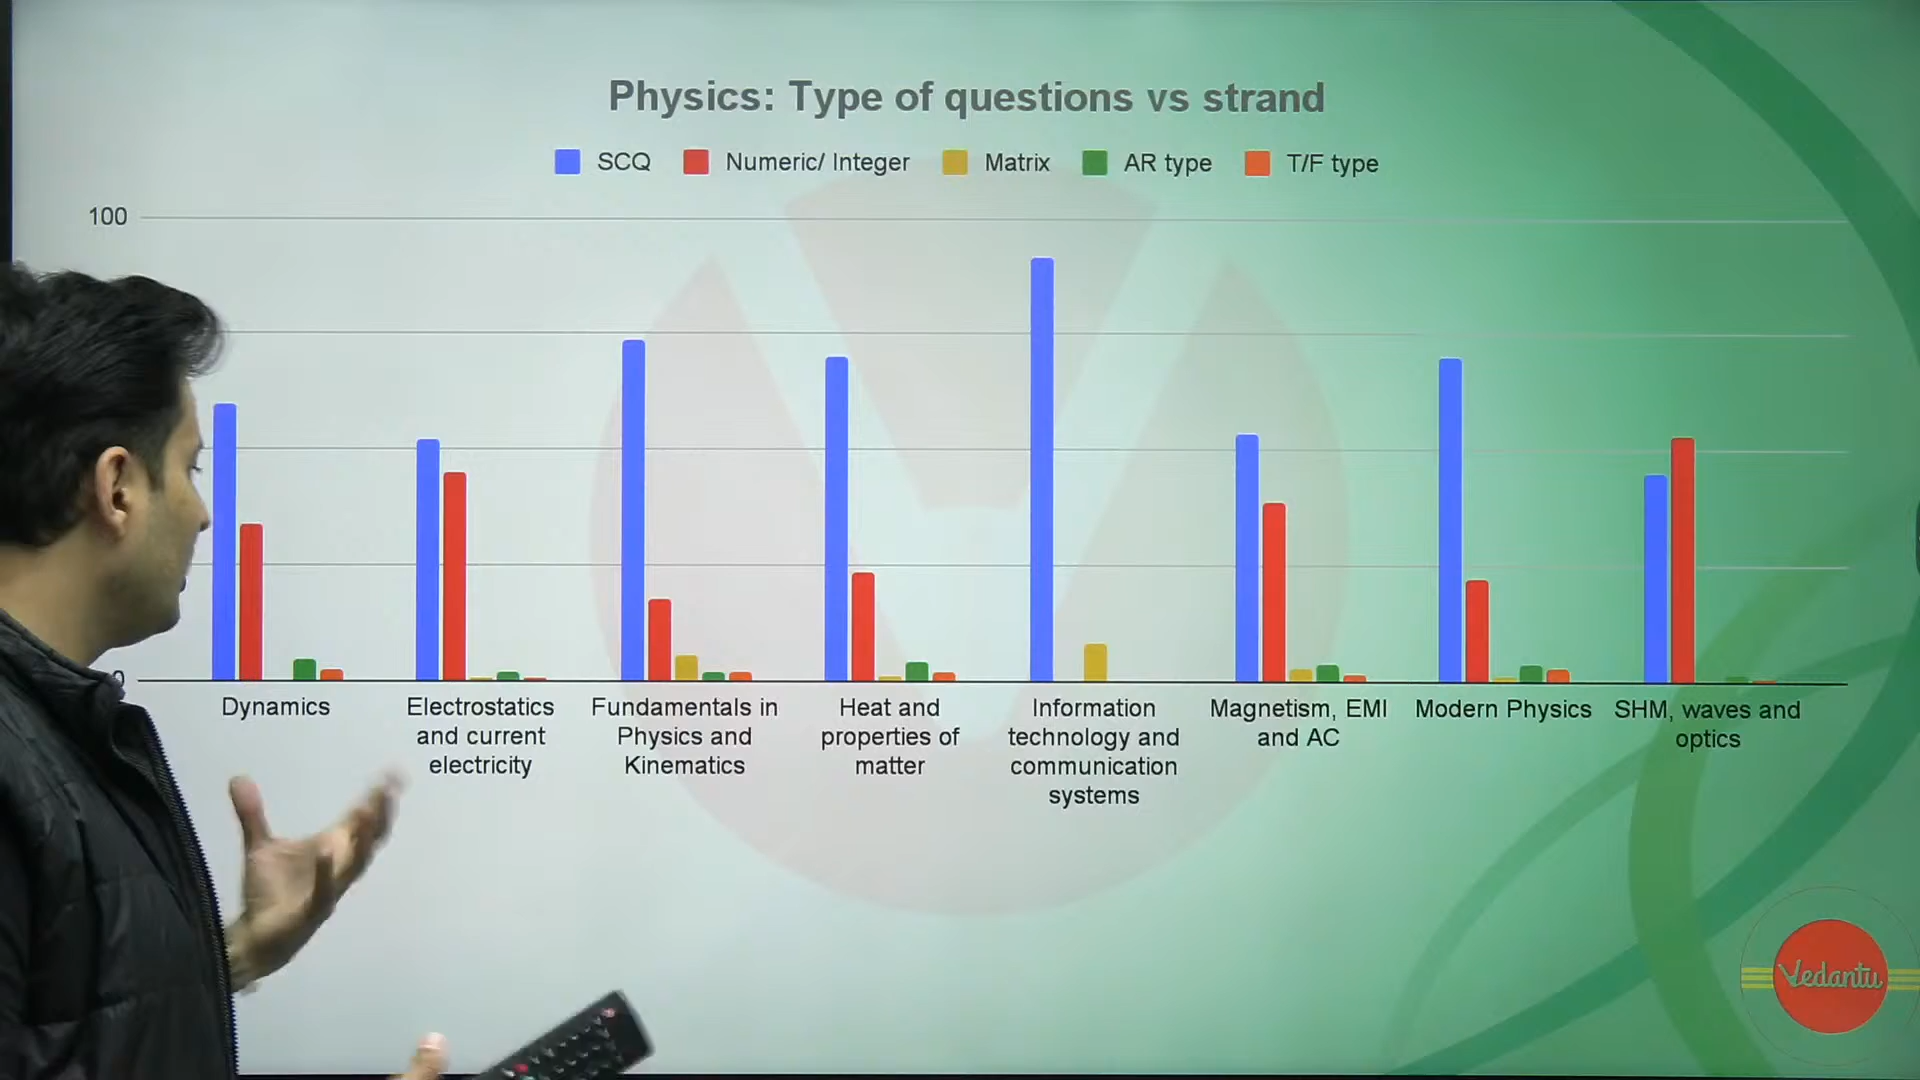 Physics: Type of questions vs strand
SCQ Numeric/ Integer Matrix AR type T/F type
100
0
Dynamics
Electrostatics
and current
electricity
Fundamentals in
Physics and
Kinematics
Heat and
properties of
matter
Information
technology and
communication
systems
Magnetism, EMI
and AC
Modern Physics
SHM, waves and
optics
Vedantu